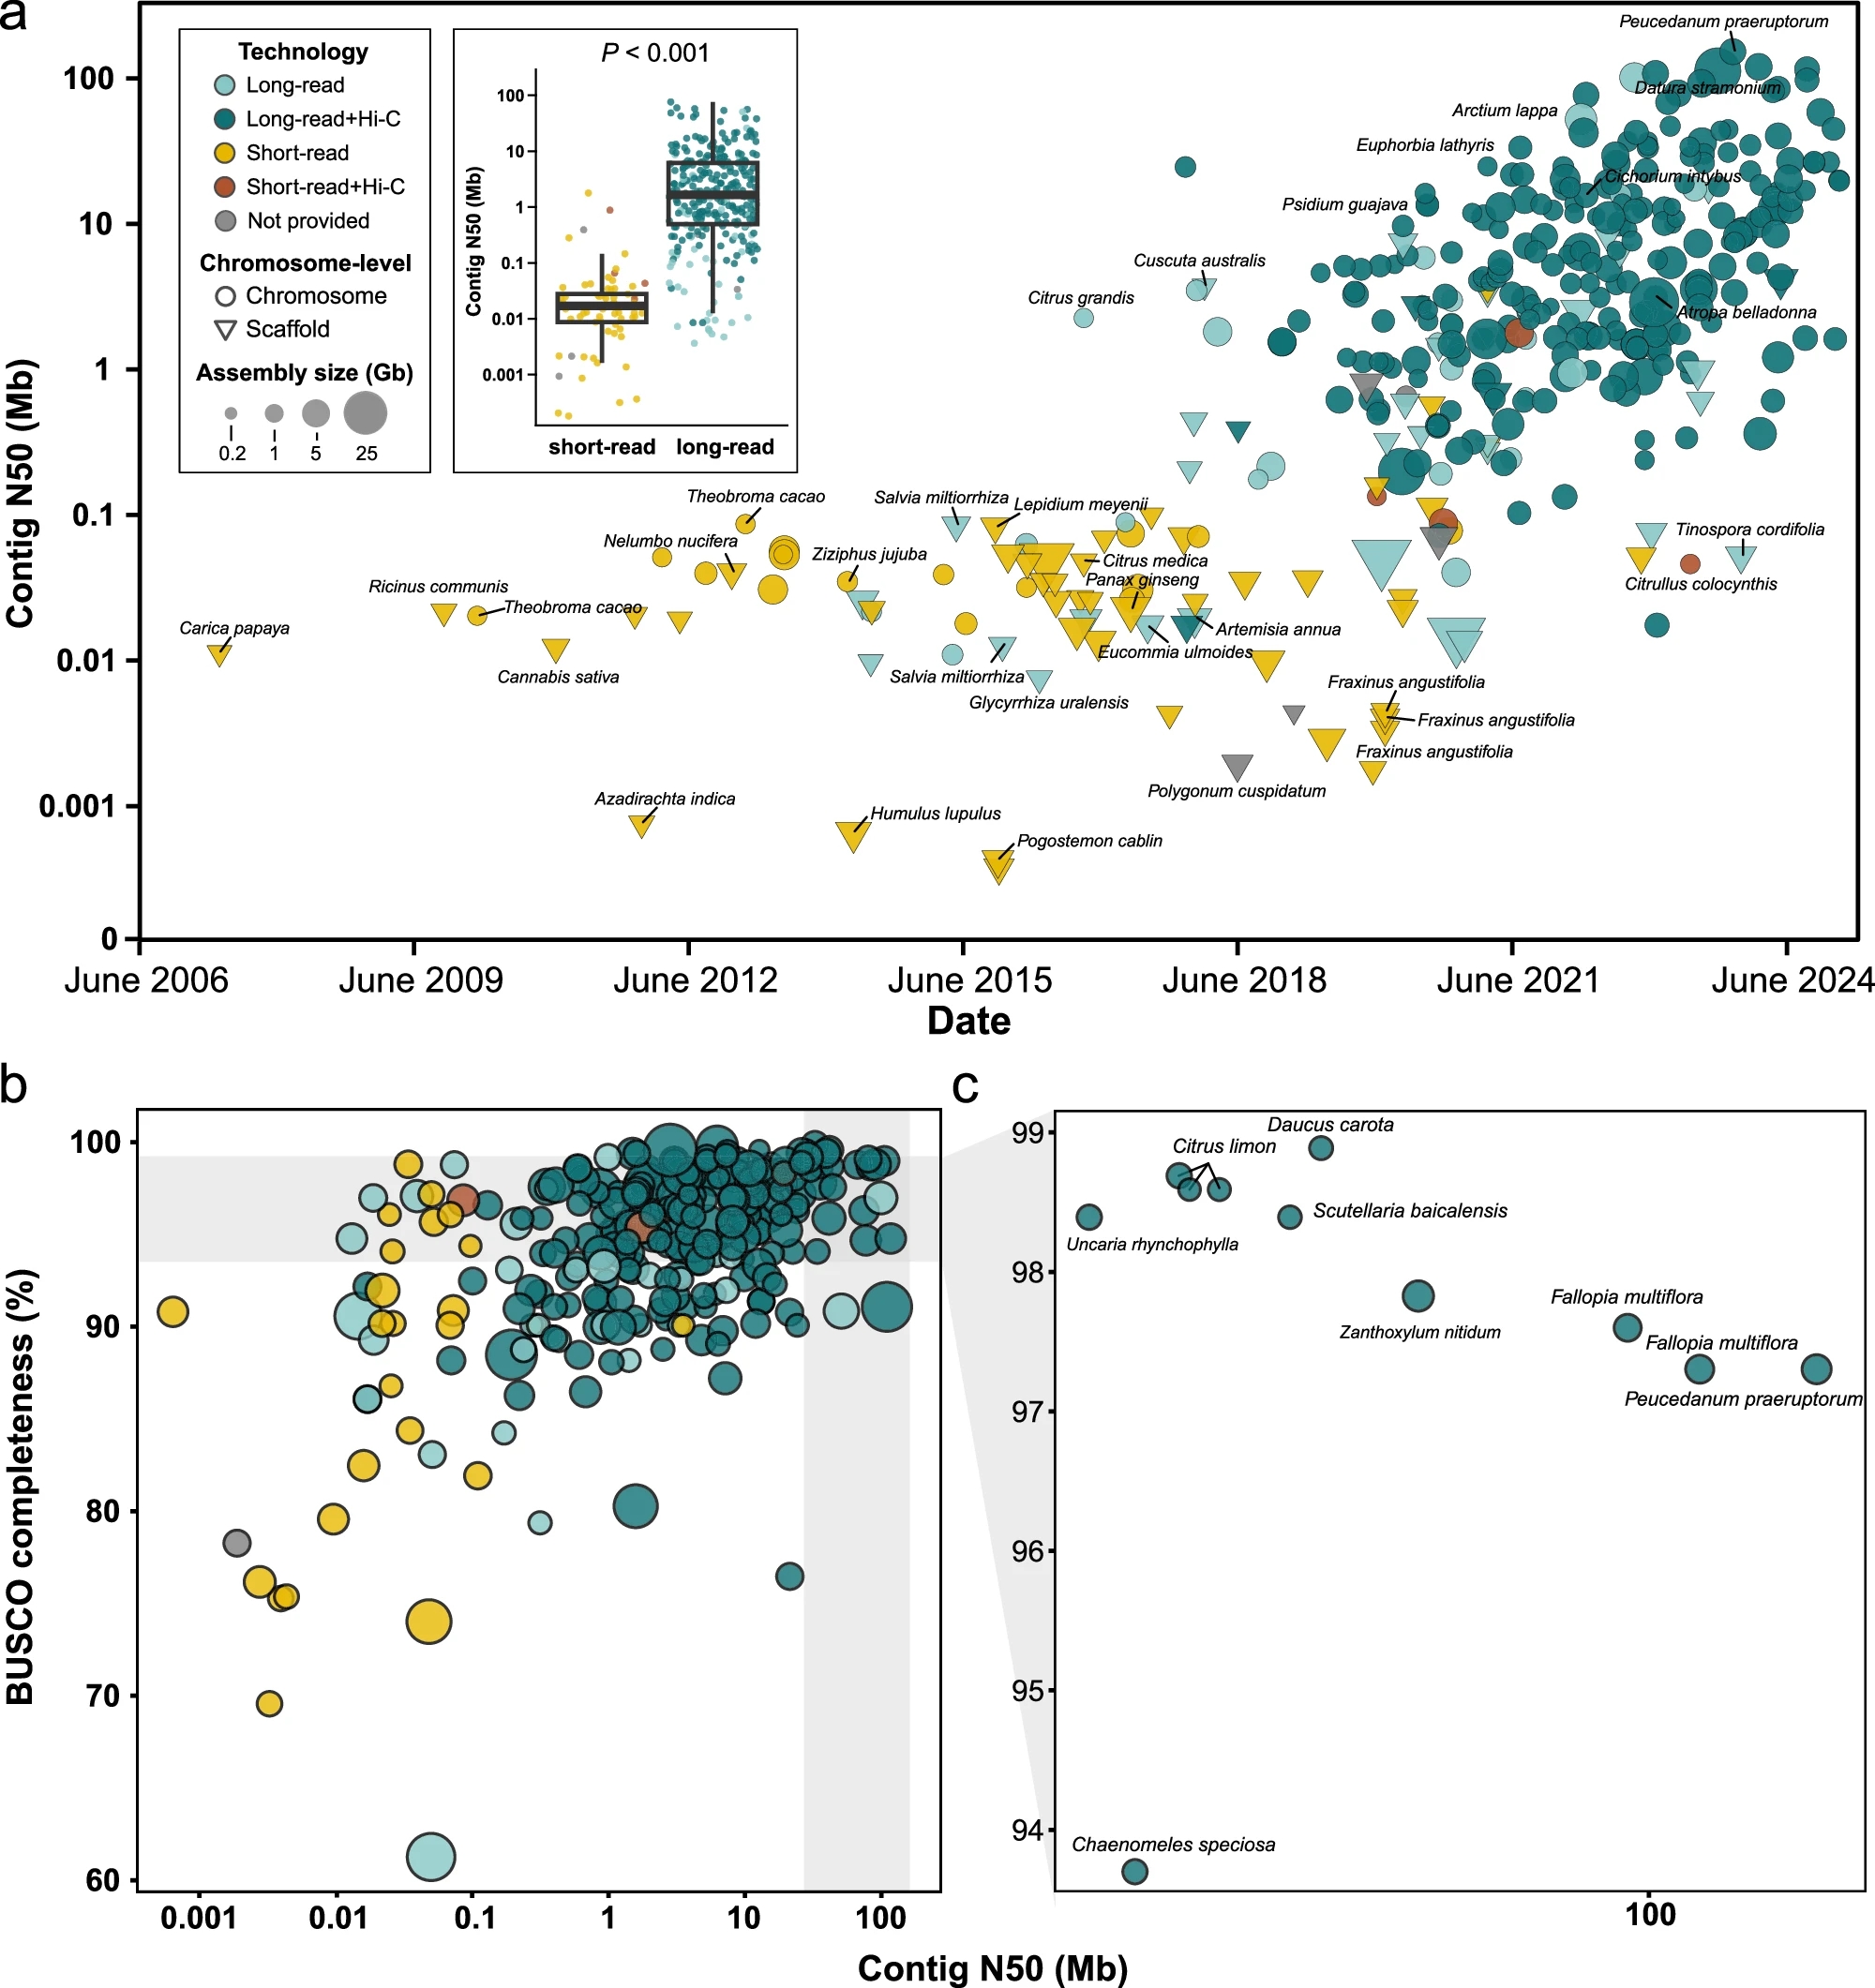 a
Technology
Long-read
Long-read+Hi-C
Short-read
Short-read+Hi-C
Not provided
Chromosome-level
Chromosome
Scaffold
Assembly size (Gb)
0.2
1
5
25
P < 0.001
Contig N50 (Mb)
100
10
1
0.1
0.01
0.001
short-read
long-read
Contig N50 (Mb)
100
10
1
0.1
0.01
0.001
0
Peucedanum praeruptorum
Datura stramonium
Arctium lappa
Euphorbia lathyris
Cichorium intybus
Psidium guajava
Cuscuta australis
Citrus grandis
Atropa belladonna
Theobroma cacao
Salvia miltiorrhiza
Lepidium meyenii
Nelumbo nucifera
Ziziphus jujuba
Citrus medica
Panax ginseng
Tinospora cordifolia
Citrullus colocynthis
Ricinus communis
Theobroma cacao
Carica papaya
Cannabis sativa
Artemisia annua
Eucommia ulmoides
Salvia miltiorrhiza
Glycyrrhiza uralensis
Fraxinus angustifolia
Fraxinus angustifolia
Fraxinus angustifolia
Polygonum cuspidatum
Azadirachta indica
Humulus lupulus
Pogostemon cablin
June 2006
June 2009
June 2012
June 2015
June 2018
June 2021
June 2024
Date
b
BUSCO completeness (%)
100
90
80
70
60
0.001
0.01
0.1
1
10
100
c
99
98
97
96
95
94
Daucus carota
Citrus limon
Scutellaria baicalensis
Uncaria rhynchophylla
Zanthoxylum nitidum
Fallopia multiflora
Fallopia multiflora
Peucedanum praeruptorum
Chaenomeles speciosa
100
Contig N50 (Mb)